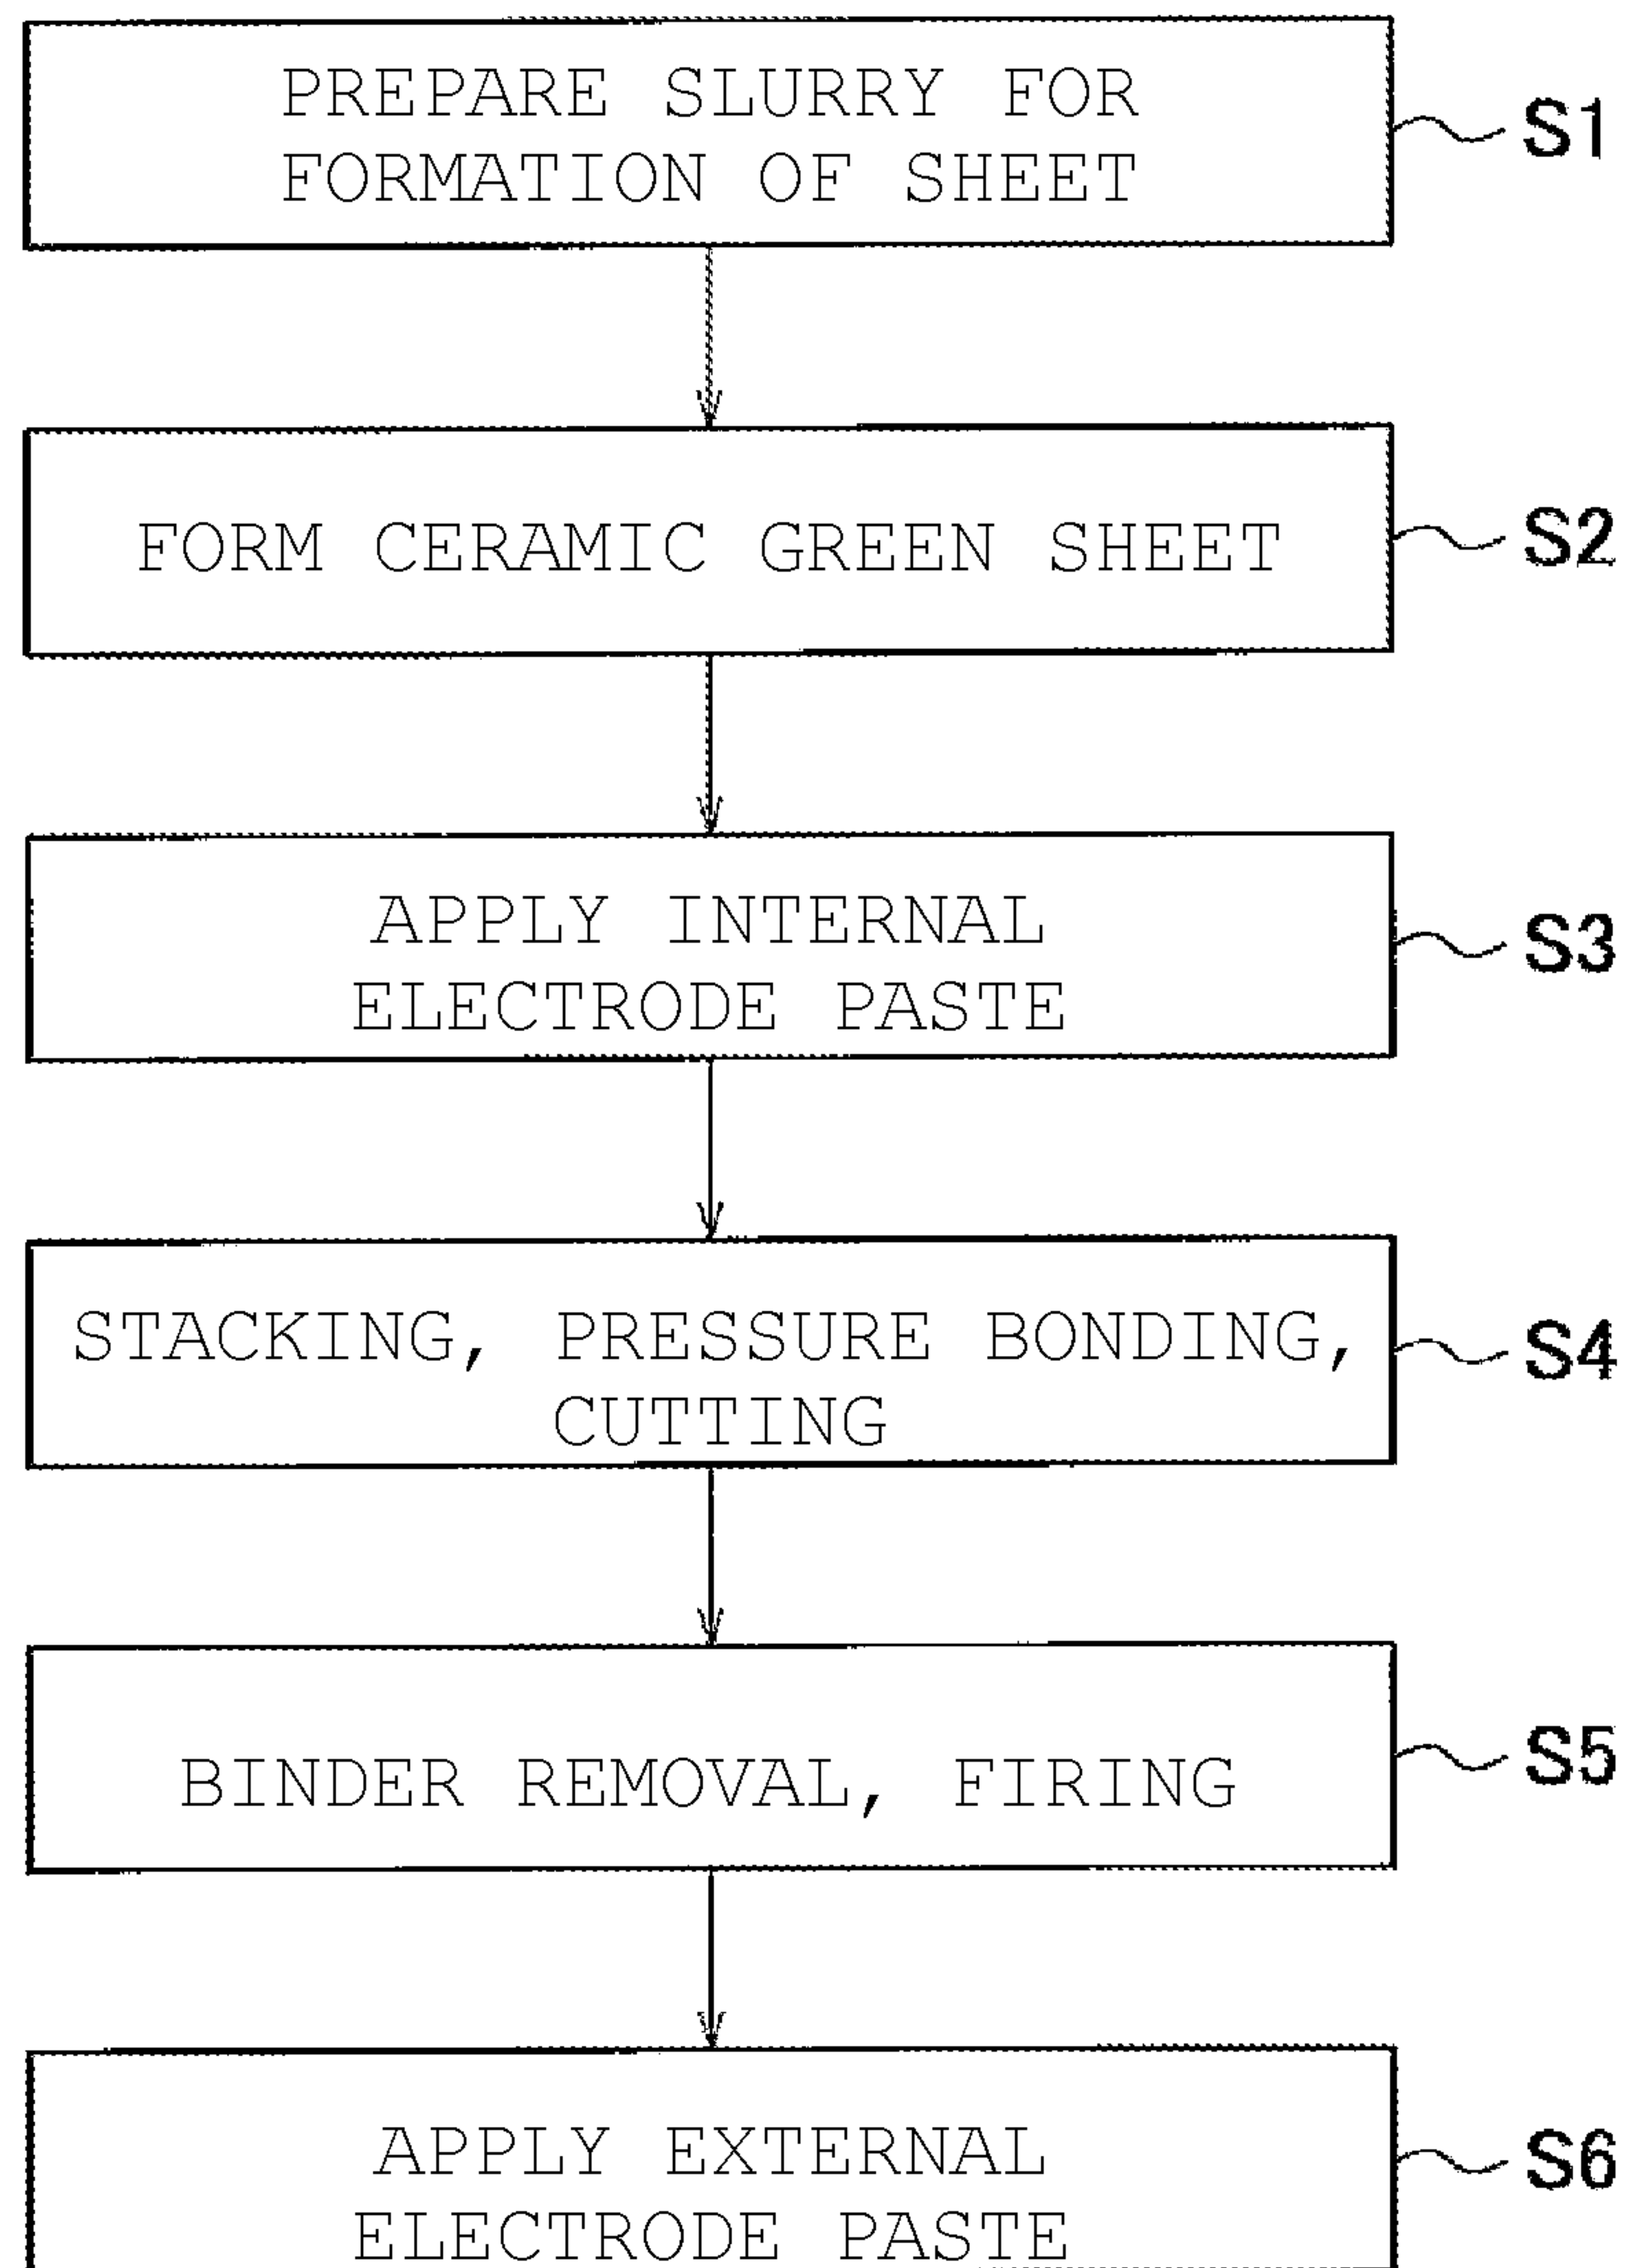 PREPARE SLURRY FOR
FORMATION OF SHEET
S1
FORM CERAMIC GREEN SHEET
S2
APPLY INTERNAL
ELECTRODE PASTE
S3
STACKING, PRESSURE BONDING,
CUTTING
S4
BINDER REMOVAL, FIRING
S5
APPLY EXTERNAL
ELECTRODE PASTE
S6